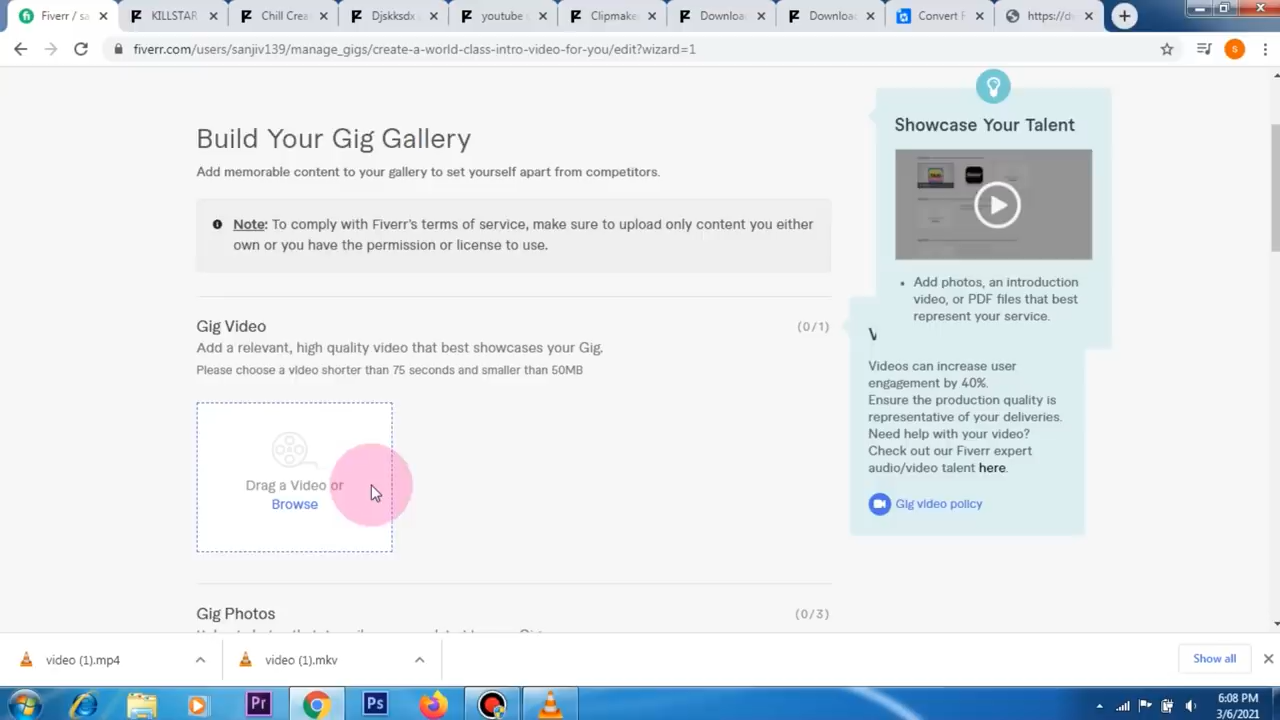 Fiverr / sa
KILLSTAR
Chill Crea
Djskksdx
youtube
Clipmake
Downloa
Downloa
Convert F
https://d
fiverr.com/users/sanjiv139/manage_gigs/create-a-world-class-intro-video-for-you/edit?wizard=1
s
Build Your Gig Gallery
Add memorable content to your gallery to set yourself apart from competitors.
Note: To comply with Fiverr's terms of service, make sure to upload only content you either
own or you have the permission or license to use.
Showcase Your Talent
Add photos, an introduction
video, or PDF files that best
represent your service.
Gig Video
(0/1)
Add a relevant, high quality video that best showcases your Gig.
Please choose a video shorter than 75 seconds and smaller than 50MB
Drag a Video or
Browse
Videos can increase user
engagement by 40%.
Ensure the production quality is
representative of your deliveries.
Need help with your video?
Check out our Fiverr expert
audio/video talent here.
Gig video policy
Gig Photos
(0/3)
video (1).mp4
video (1).mkv
Show all
Pr
Ps
6:08 PM
3/6/2021